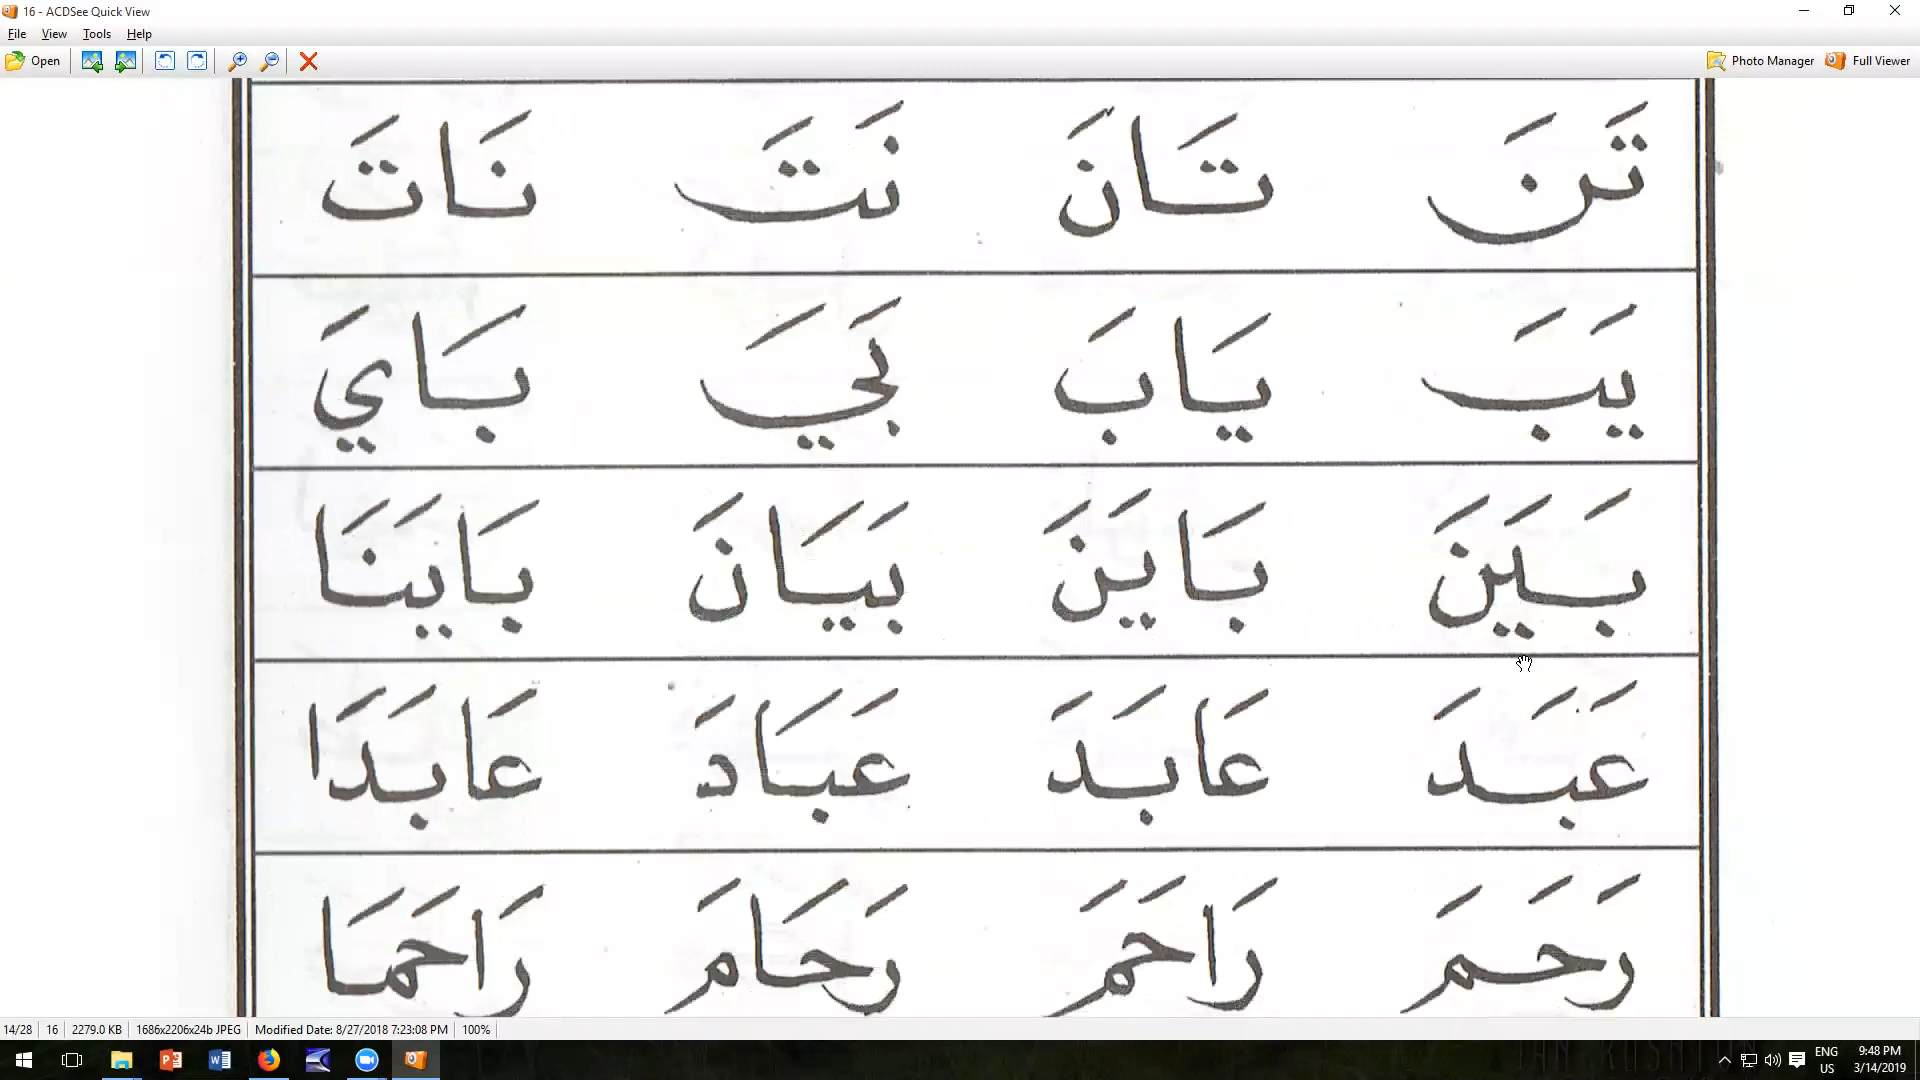 16 - ACDSee Quick View
File View Tools Help
Open Photo Manager Full Viewer
تَنَ تَانَ نَتَ نَاتَ
يَبَ يَابَ بَيَ بَايَ
بَيَنَ بَايَنَ بَيَانَ بَايَنَا
عَبَدَ عَابَدَ عَبَادَ عَابَدَا
رَحَمَ رَاحَمَ رَحَامَ رَاحَمَا
14/28 16 2279.0 KB 1686x2206x24b JPEG Modified Date: 8/27/2018 7:23:08 PM 100%
ENG 9:48 PM
US 3/14/2019